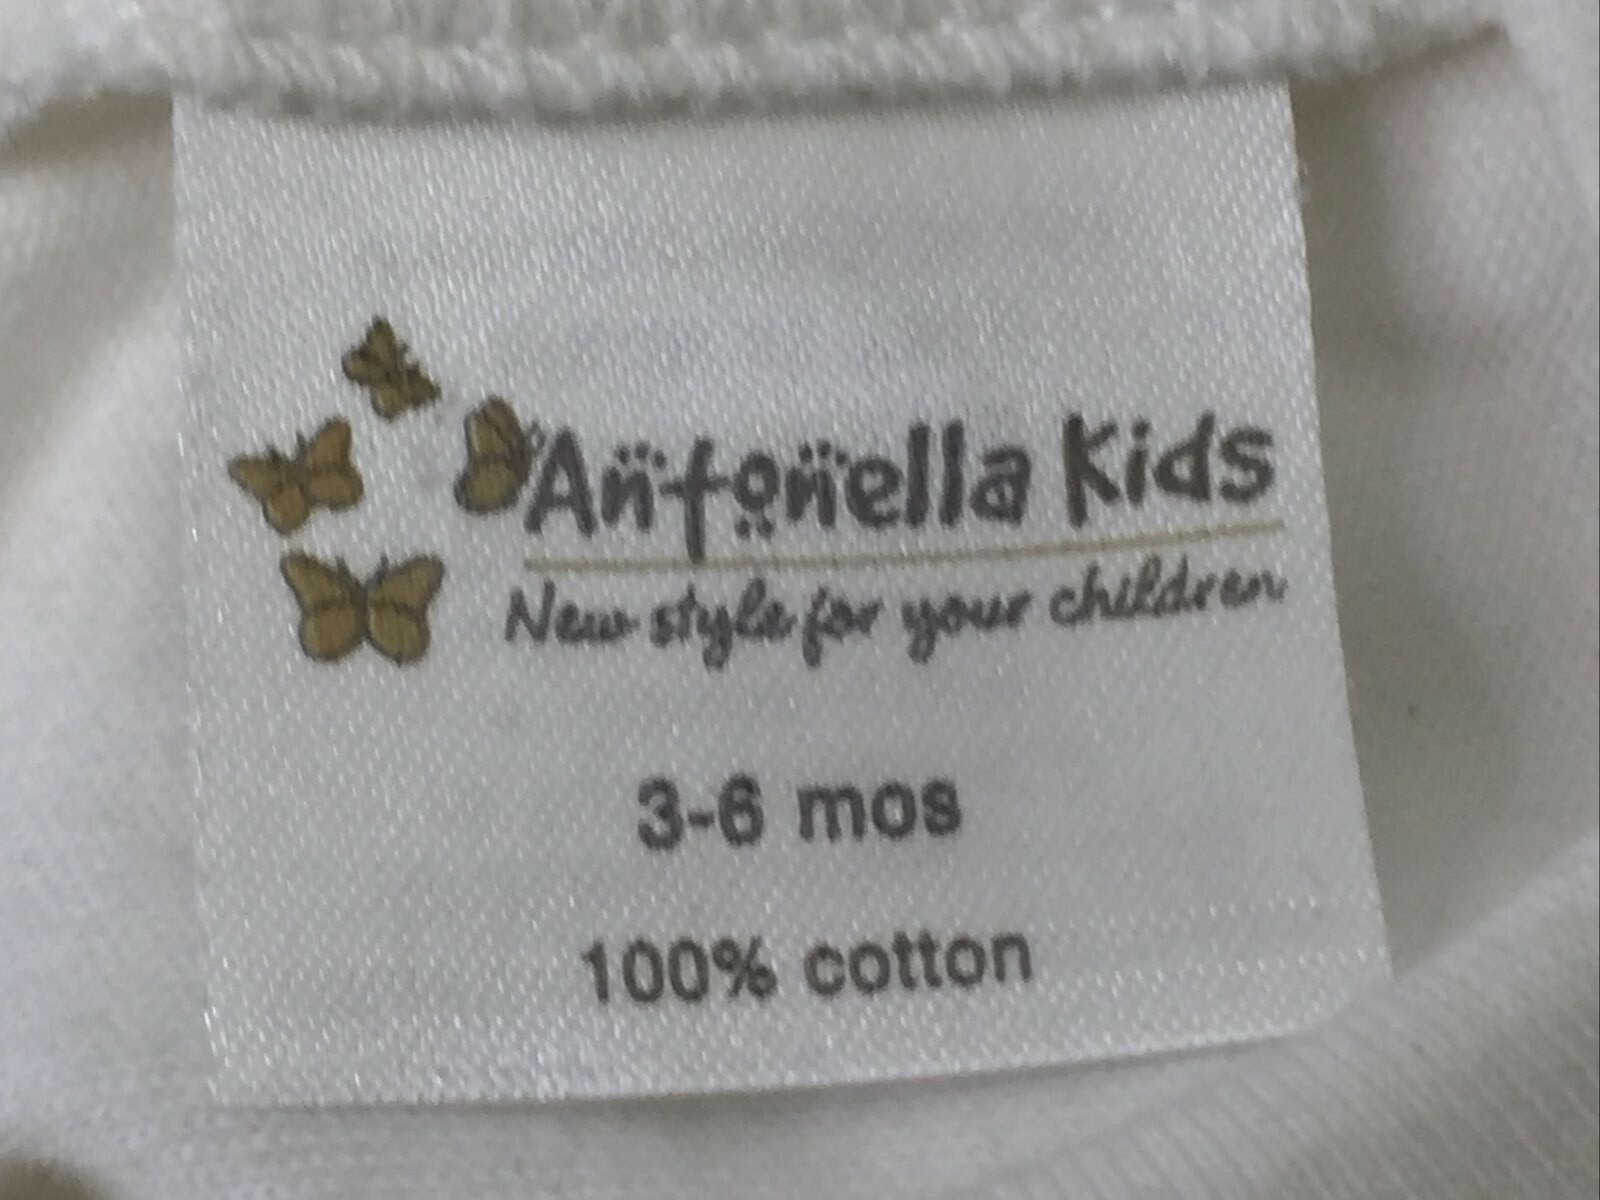 Antonella Kids
New style for your children
3-6 mos
100% cotton